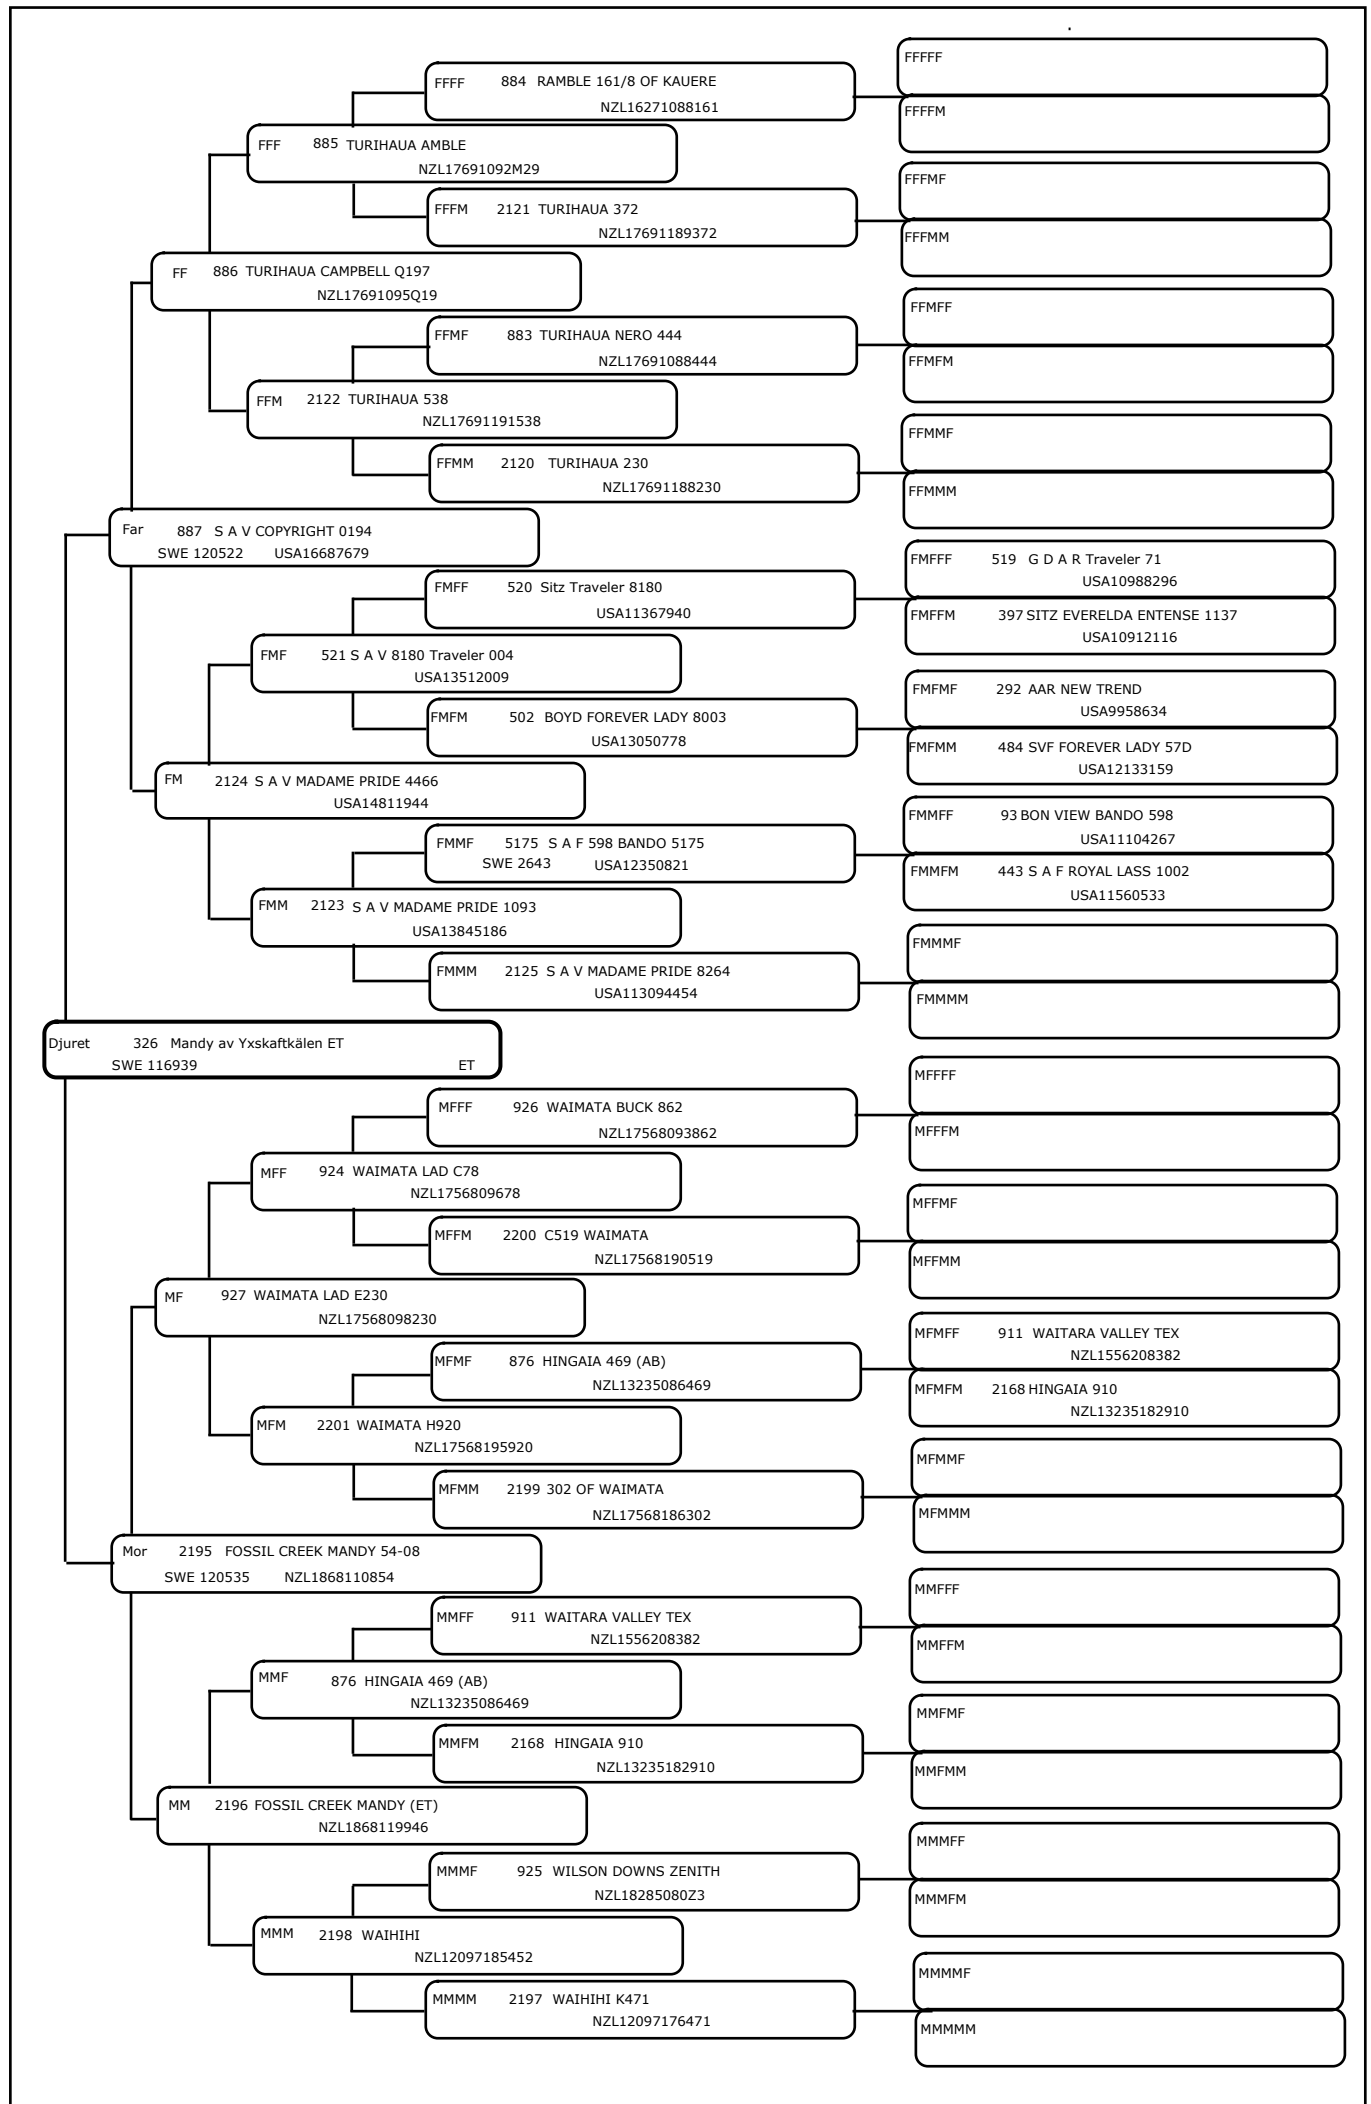 FFFFF
FFFF 884 RAMBLE 161/8 OF KAUERE
NZL16271088161
FFFFM
FFF 885 TURIHAUA AMBLE
NZL17691092M29
FFFMF
FFFM 2121 TURIHAUA 372
NZL17691189372
FFFMM
FF 886 TURIHAUA CAMPBELL Q197
NZL17691095Q19
FFMFF
FFMF 883 TURIHAUA NERO 444
NZL17691088444
FFMFM
FFM 2122 TURIHAUA 538
NZL17691191538
FFMMF
FFMM 2120 TURIHAUA 230
NZL17691188230
FFMMM
Far 887 S A V COPYRIGHT 0194
SWE 120522 USA16687679
FMFFF 519 G D A R Traveler 71
USA10988296
FMFF 520 Sitz Traveler 8180
USA11367940
FMFFM 397 SITZ EVERELDA ENTENSE 1137
USA10912116
FMF 521 S A V 8180 Traveler 004
USA13512009
FMFMF 292 AAR NEW TREND
USA9958634
FMFM 502 BOYD FOREVER LADY 8003
USA13050778
FMFMM 484 SVF FOREVER LADY 57D
USA12133159
FM 2124 S A V MADAME PRIDE 4466
USA14811944
FMMFF 93 BON VIEW BANDO 598
USA11104267
FMMF 5175 S A F 598 BANDO 5175
SWE 2643 USA12350821
FMMFM 443 S A F ROYAL LASS 1002
USA11560533
FMM 2123 S A V MADAME PRIDE 1093
USA13845186
FMMMF
FMMM 2125 S A V MADAME PRIDE 8264
USA113094454
FMMMM
Djuret 326 Mandy av Yxskaftkälen ET
SWE 116939 ET
MFFFF
MFFF 926 WAIMATA BUCK 862
NZL17568093862
MFFFM
MFF 924 WAIMATA LAD C78
NZL1756809678
MFFMF
MFFM 2200 C519 WAIMATA
NZL17568190519
MFFMM
MF 927 WAIMATA LAD E230
NZL17568098230
MFMFF 911 WAITARA VALLEY TEX
NZL1556208382
MFMF 876 HINGAIA 469 (AB)
NZL13235086469
MFMFM 2168 HINGAIA 910
NZL13235182910
MFM 2201 WAIMATA H920
NZL17568195920
MFMMF
MFMM 2199 302 OF WAIMATA
NZL17568186302
MFMMM
Mor 2195 FOSSIL CREEK MANDY 54-08
SWE 120535 NZL1868110854
MMFFF
MMFF 911 WAITARA VALLEY TEX
NZL1556208382
MMFFM
MMF 876 HINGAIA 469 (AB)
NZL13235086469
MMFMF
MMFM 2168 HINGAIA 910
NZL13235182910
MMFMM
MM 2196 FOSSIL CREEK MANDY (ET)
NZL1868119946
MMMFF
MMMF 925 WILSON DOWNS ZENITH
NZL18285080Z3
MMMFM
MMM 2198 WAIHIHI
NZL12097185452
MMMMF
MMMM 2197 WAIHIHI K471
NZL12097176471
MMMMM